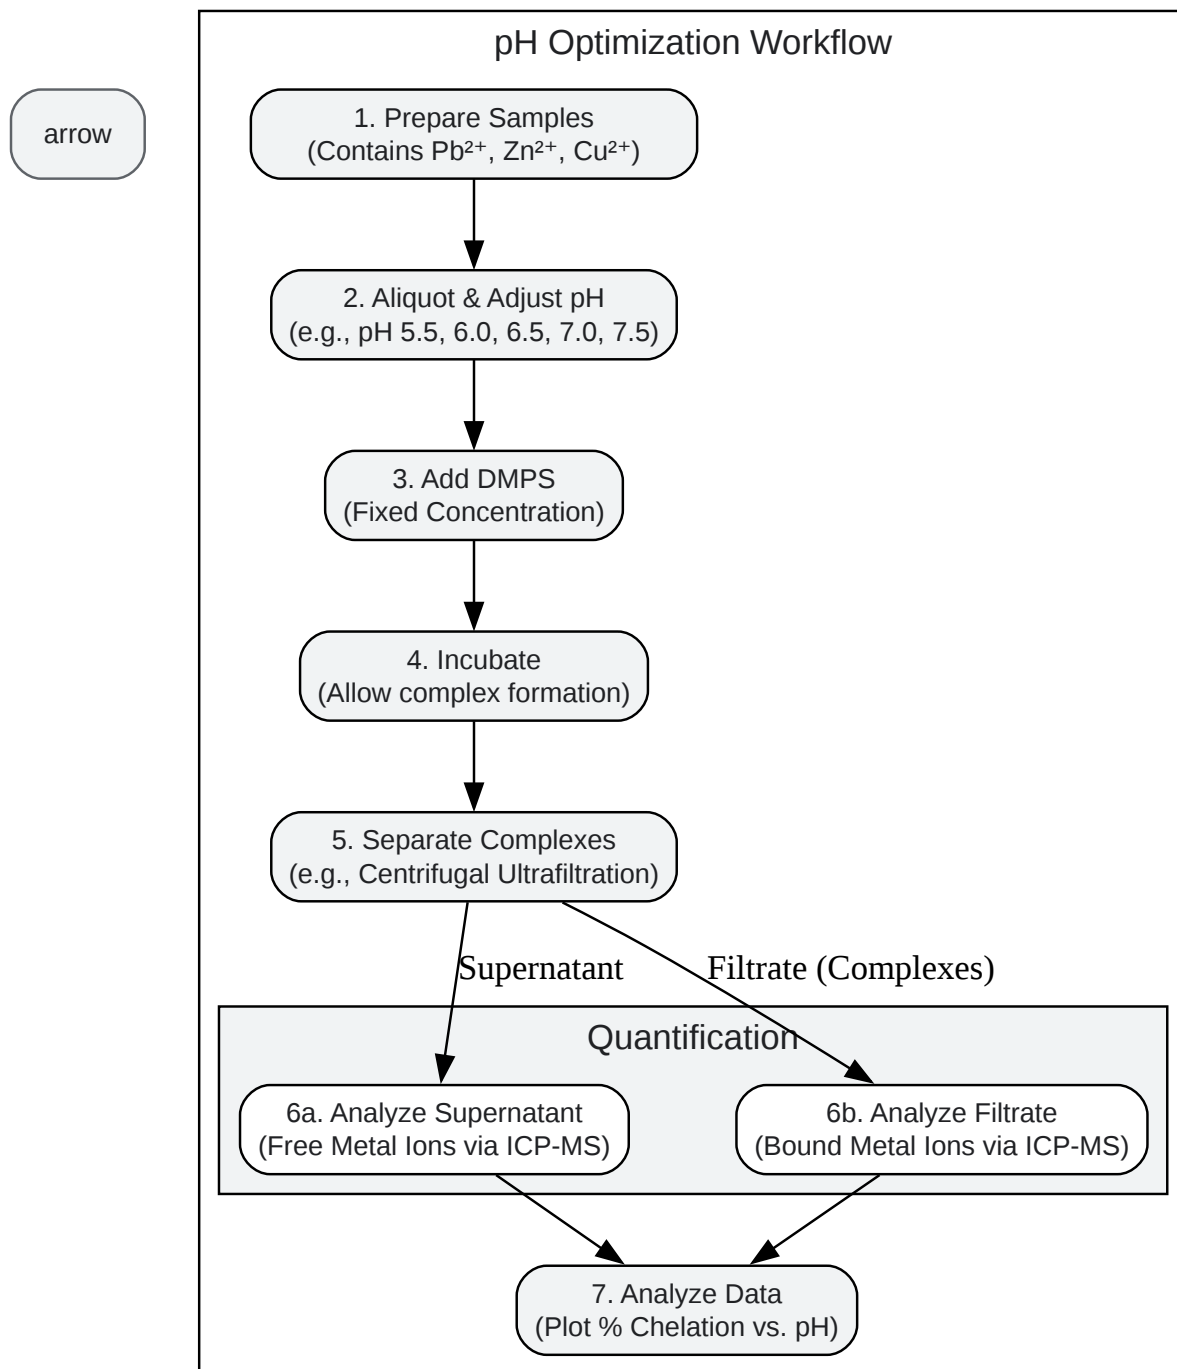 pH Optimization Workflow
arrow
1. Prepare Samples
(Contains Pb²⁺, Zn²⁺, Cu²⁺)
2. Aliquot & Adjust pH
(e.g., pH 5.5, 6.0, 6.5, 7.0, 7.5)
3. Add DMPS
(Fixed Concentration)
4. Incubate
(Allow complex formation)
5. Separate Complexes
(e.g., Centrifugal Ultrafiltration)
Supernatant
Filtrate (Complexes)
Quantification
6a. Analyze Supernatant
(Free Metal Ions via ICP-MS)
6b. Analyze Filtrate
(Bound Metal Ions via ICP-MS)
7. Analyze Data
(Plot % Chelation vs. pH)